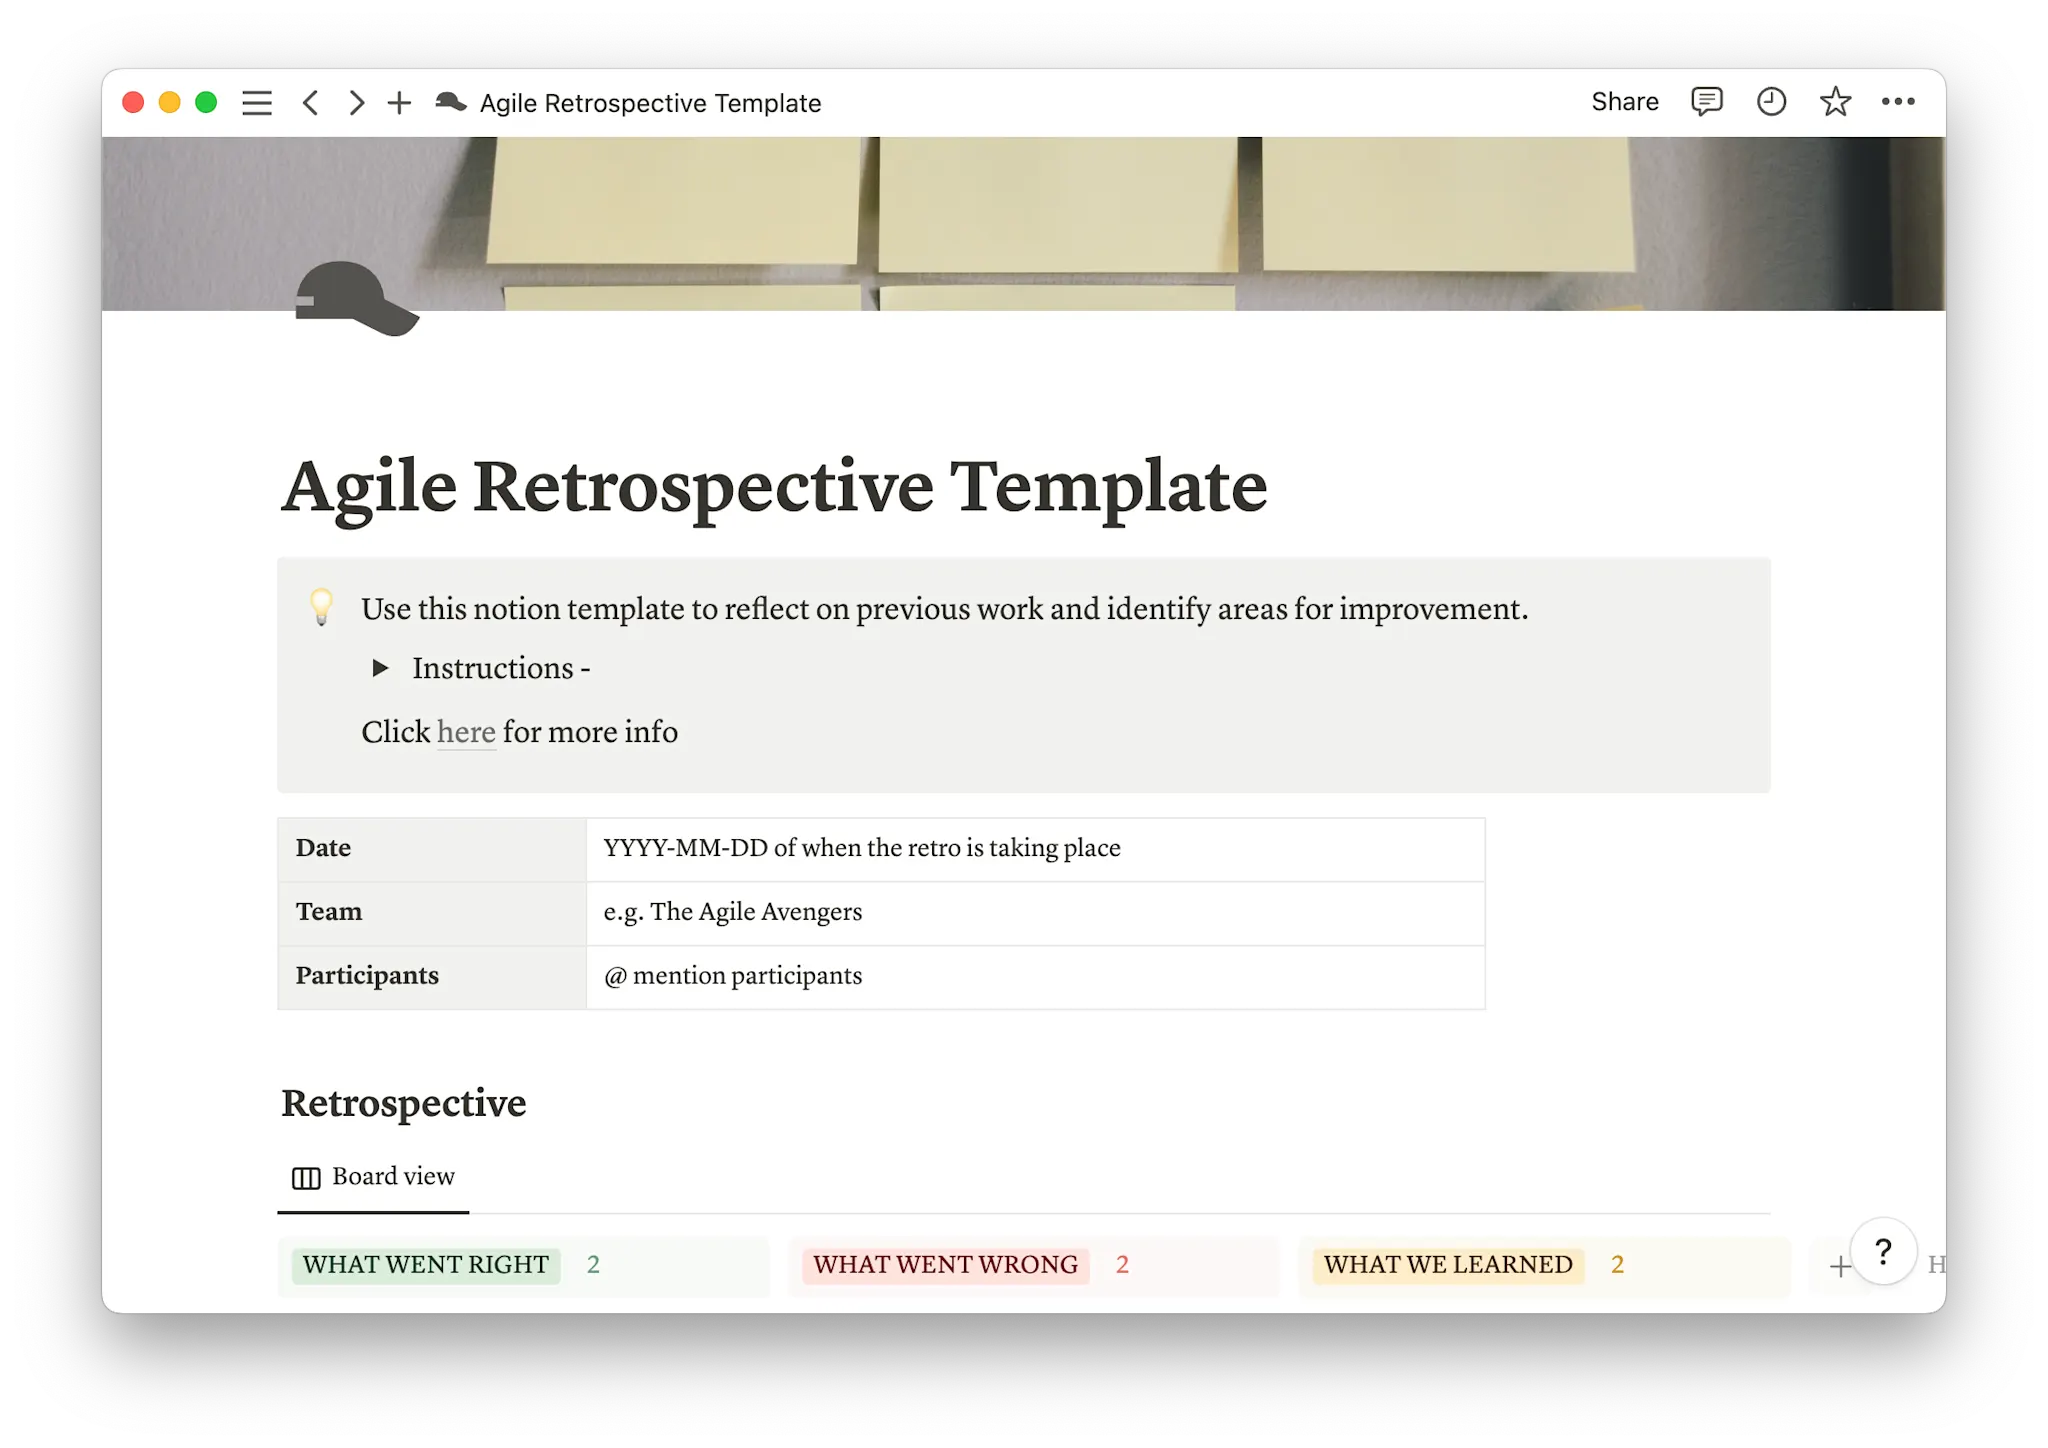 Agile Retrospective Template
Share
Agile Retrospective Template
Use this notion template to reflect on previous work and identify areas for improvement.
Instructions -
Click here for more info
Date YYYY-MM-DD of when the retro is taking place
Team e.g. The Agile Avengers
Participants @ mention participants
Retrospective
Board view
WHAT WENT RIGHT 2 WHAT WENT WRONG 2 WHAT WE LEARNED 2 + ? H